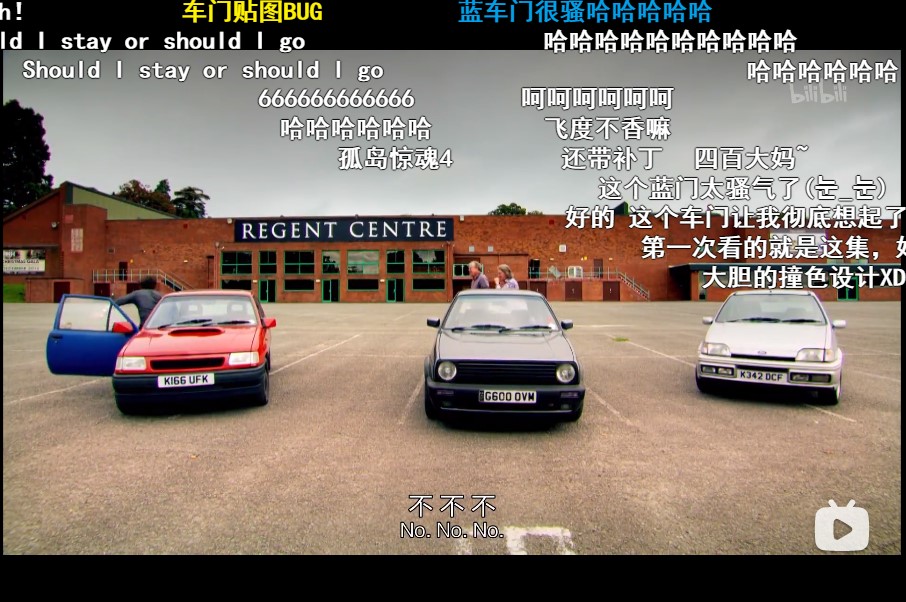 h!
车门贴图BUG
蓝车门很骚哈哈哈哈哈
ld I stay or should I go
哈哈哈哈哈哈哈哈哈哈
Should I stay or should I go
哈哈哈哈哈哈
bilibili
666666666666
呵呵呵呵呵呵
哈哈哈哈哈哈
飞度不香嘛
孤岛惊魂4
还带补丁
四百大妈~
这个蓝门太骚气了(눈_눈)
好的 这个车门让我彻底想起了
第一次看的就是这集，好
大胆的撞色设计XD
REGENT CENTRE
K166 UFK
G600 OVM
K342 DCF
不 不 不
No. No. No.